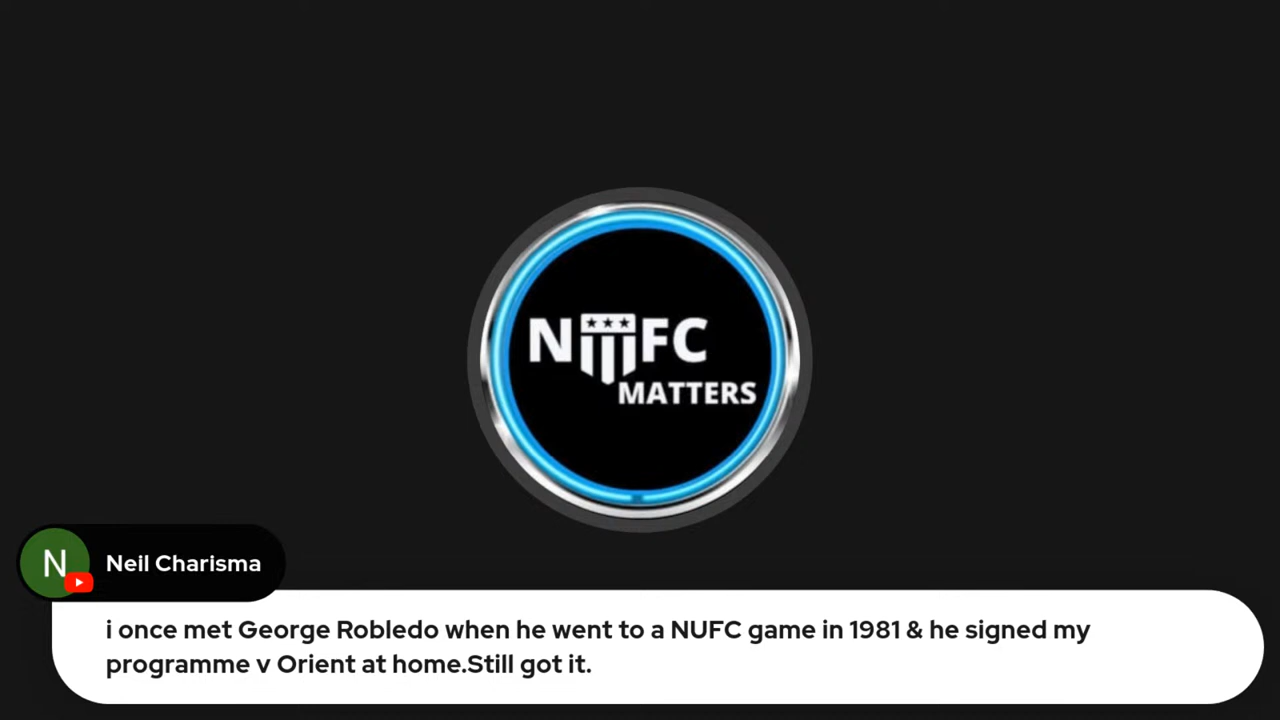 NUFC
MATTERS
N
Neil Charisma
i once met George Robledo when he went to a NUFC game in 1981 & he signed my
programme v Orient at home.Still got it.